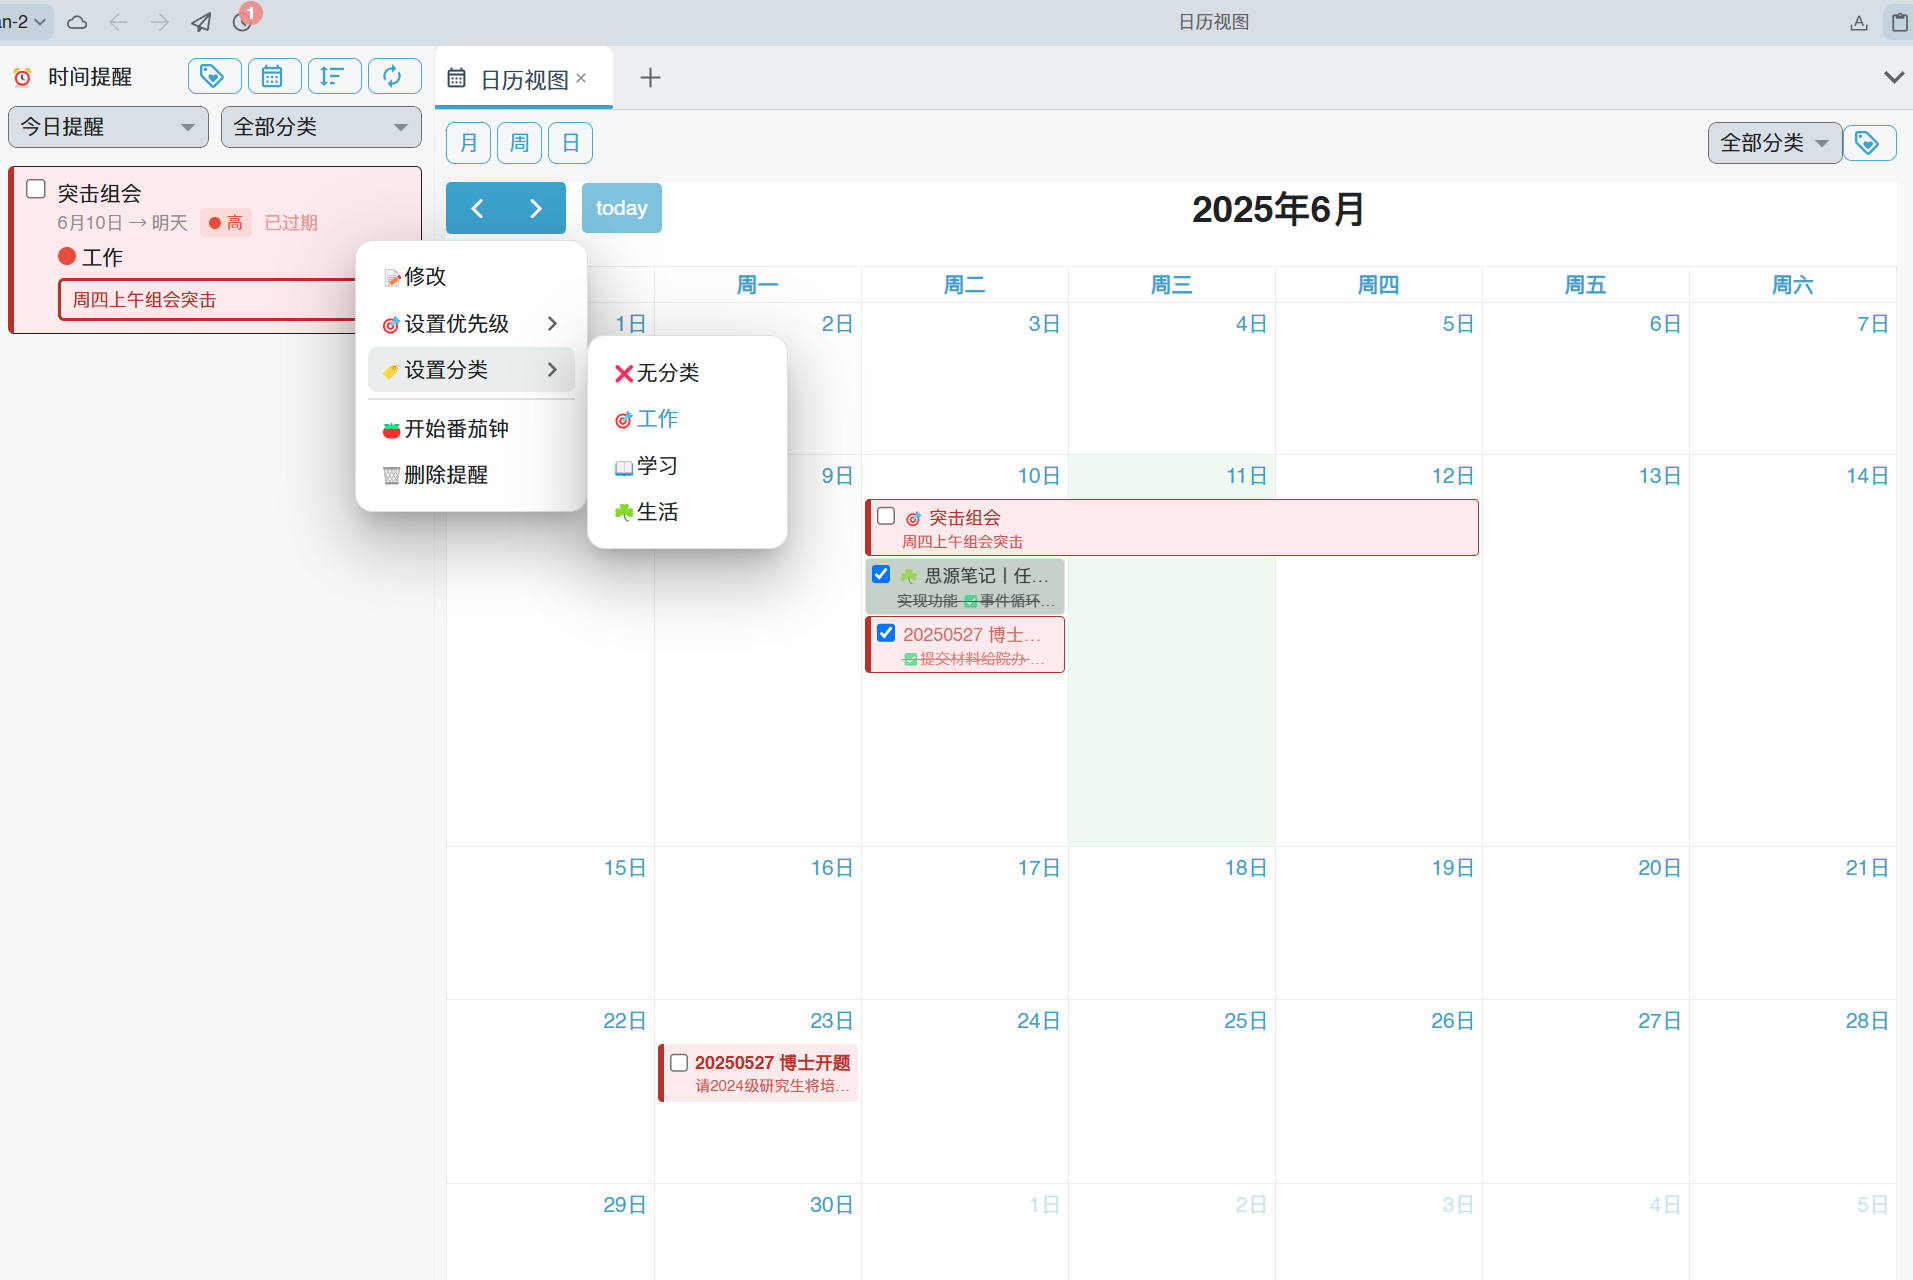 an-2
1
日历视图
时间提醒
今日提醒
全部分类
突击组会
6月10日 → 明天 高 已过期
工作
周四上午组会突击
修改
设置优先级
设置分类
开始番茄钟
删除提醒
无分类
工作
学习
生活
日历视图
月 周 日
全部分类
today
2025年6月
周一 周二 周三 周四 周五 周六
1日 2日 3日 4日 5日 6日 7日
9日 10日 11日 12日 13日 14日
突击组会
周四上午组会突击
思源笔记丨任...
实现功能 ✅事件循环...
20250527 博士...
✅提交材料给院办 ...
15日 16日 17日 18日 19日 20日 21日
22日 23日 24日 25日 26日 27日 28日
20250527 博士开题
请2024级研究生将培...
29日 30日 1日 2日 3日 4日 5日